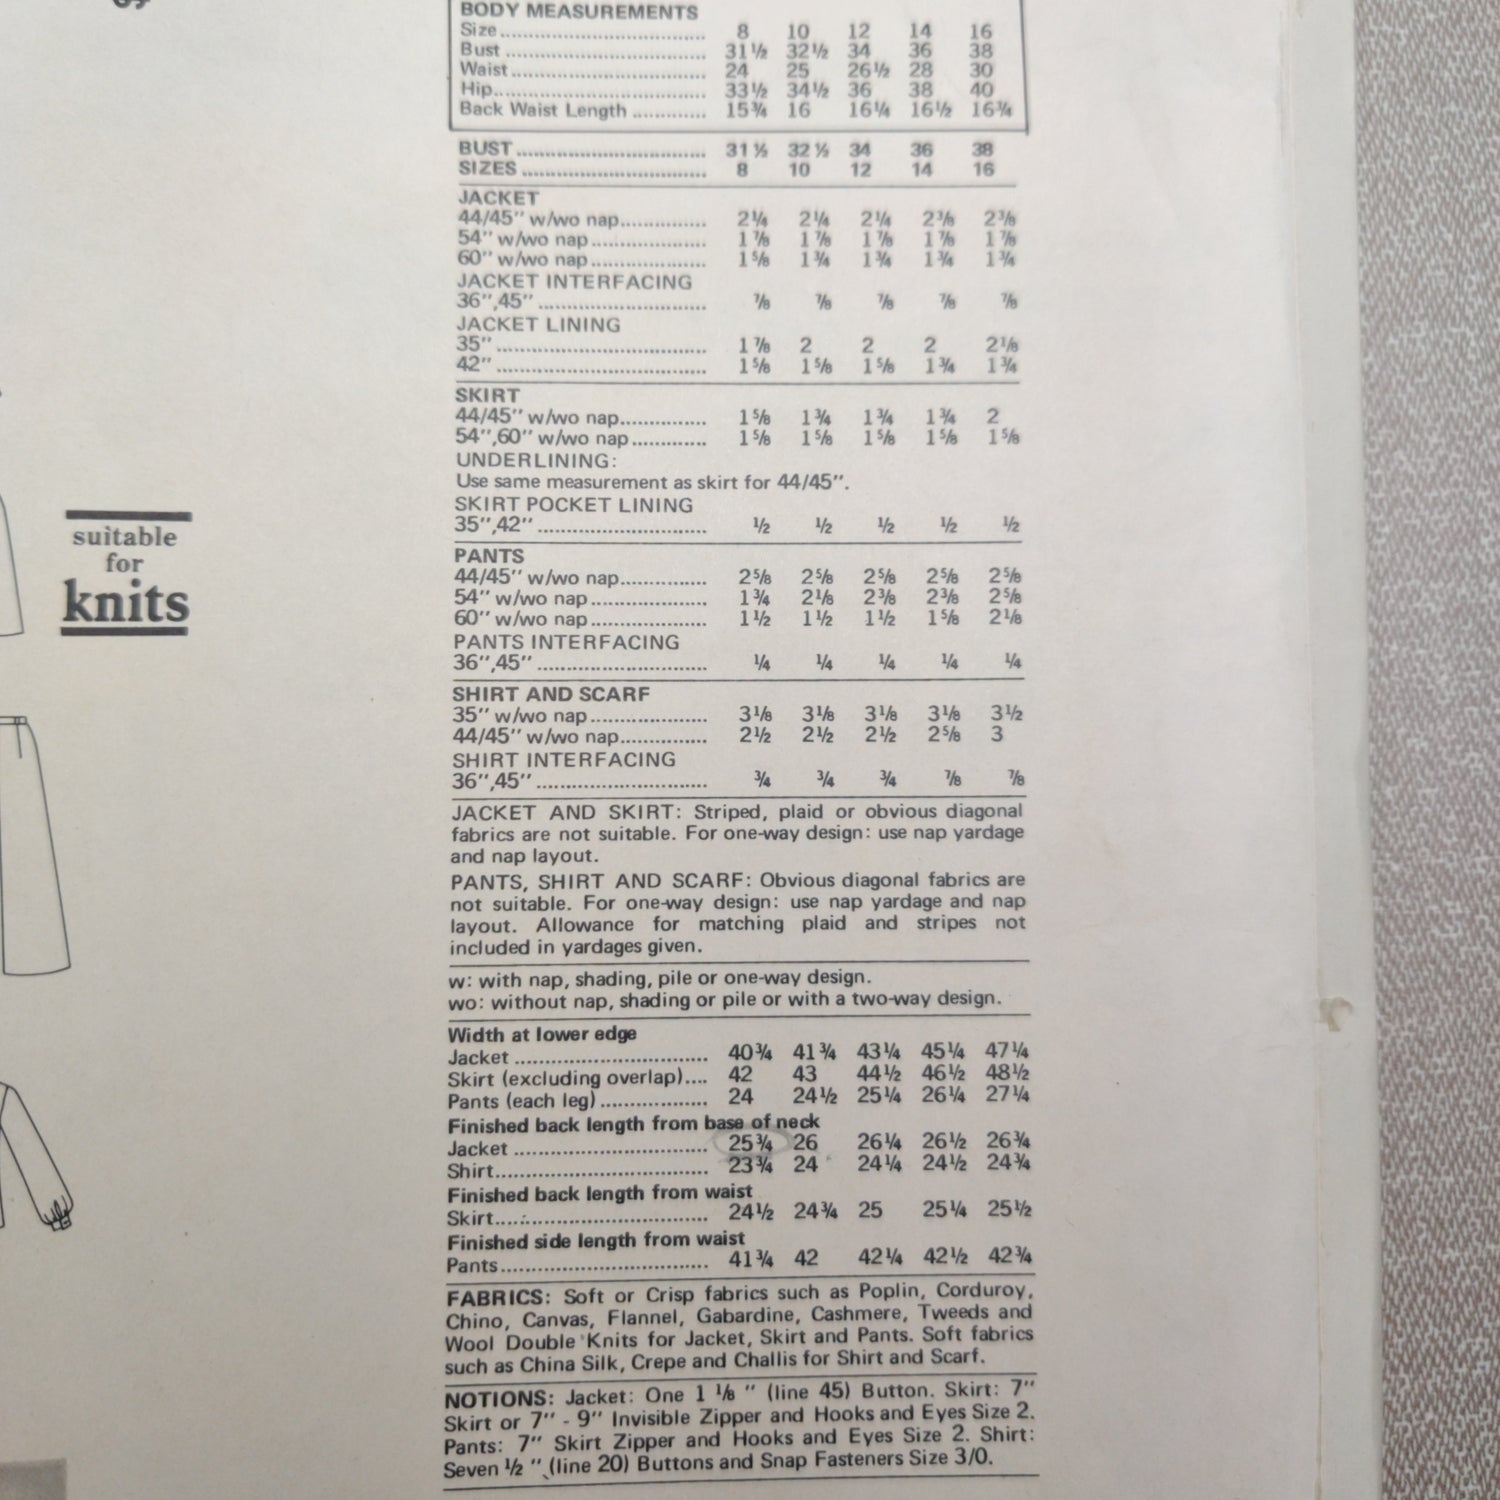 BODY MEASUREMENTS
Size 8 10 12 14 16
Bust 31½ 32½ 34 36 38
Waist 24 25 26½ 28 30
Hip 33½ 34½ 36 38 40
Back Waist Length 15¾ 16 16¼ 16½ 16¾
BUST 31½ 32½ 34 36 38
SIZES 8 10 12 14 16
JACKET
44/45" w/wo nap 2¼ 2¼ 2¼ 2⅜ 2⅜
54" w/wo nap 1⅞ 1⅞ 1⅞ 1⅞ 1⅞
60" w/wo nap 1⅝ 1¾ 1¾ 1¾ 1¾
JACKET INTERFACING
36",45" ⅞ ⅞ ⅞ ⅞ ⅞
JACKET LINING
35" 1⅞ 2 2 2 2⅛
42" 1⅝ 1⅝ 1⅝ 1¾ 1¾
SKIRT
44/45" w/wo nap 1⅝ 1¾ 1¾ 1¾ 2
54",60" w/wo nap 1⅝ 1⅝ 1⅝ 1⅝ 1⅝
UNDERLINING:
Use same measurement as skirt for 44/45".
SKIRT POCKET LINING
35",42" ½ ½ ½ ½ ½
suitable
for
knits
PANTS
44/45" w/wo nap 2⅝ 2⅝ 2⅝ 2⅝ 2⅝
54" w/wo nap 1¾ 2⅛ 2⅜ 2⅜ 2⅝
60" w/wo nap 1½ 1½ 1½ 1⅝ 2⅛
PANTS INTERFACING
36",45" ¼ ¼ ¼ ¼ ¼
SHIRT AND SCARF
35" w/wo nap 3⅛ 3⅛ 3⅛ 3⅛ 3½
44/45" w/wo nap 2½ 2½ 2½ 2⅝ 3
SHIRT INTERFACING
36",45" ¾ ¾ ¾ ⅞ ⅞
JACKET AND SKIRT: Striped, plaid or obvious diagonal
fabrics are not suitable. For one-way design: use nap yardage
and nap layout.
PANTS, SHIRT AND SCARF: Obvious diagonal fabrics are
not suitable. For one-way design: use nap yardage and nap
layout. Allowance for matching plaid and stripes not
included in yardages given.
w: with nap, shading, pile or one-way design.
wo: without nap, shading or pile or with a two-way design.
Width at lower edge
Jacket 40¾ 41¾ 43¼ 45¼ 47¼
Skirt (excluding overlap) 42 43 44½ 46½ 48½
Pants (each leg) 24 24½ 25¼ 26¼ 27¼
Finished back length from base of neck
Jacket 25¾ 26 26¼ 26½ 26¾
Shirt 23¾ 24 24¼ 24½ 24¾
Finished back length from waist
Skirt 24½ 24¾ 25 25¼ 25½
Finished side length from waist
Pants 41¾ 42 42¼ 42½ 42¾
FABRICS: Soft or Crisp fabrics such as Poplin, Corduroy,
Chino, Canvas, Flannel, Gabardine, Cashmere, Tweeds and
Wool Double Knits for Jacket, Skirt and Pants. Soft fabrics
such as China Silk, Crepe and Challis for Shirt and Scarf.
NOTIONS: Jacket: One 1 ⅛ " (line 45) Button. Skirt: 7"
Skirt or 7" - 9" Invisible Zipper and Hooks and Eyes Size 2.
Pants: 7" Skirt Zipper and Hooks and Eyes Size 2. Shirt:
Seven ½ " (line 20) Buttons and Snap Fasteners Size 3/0.